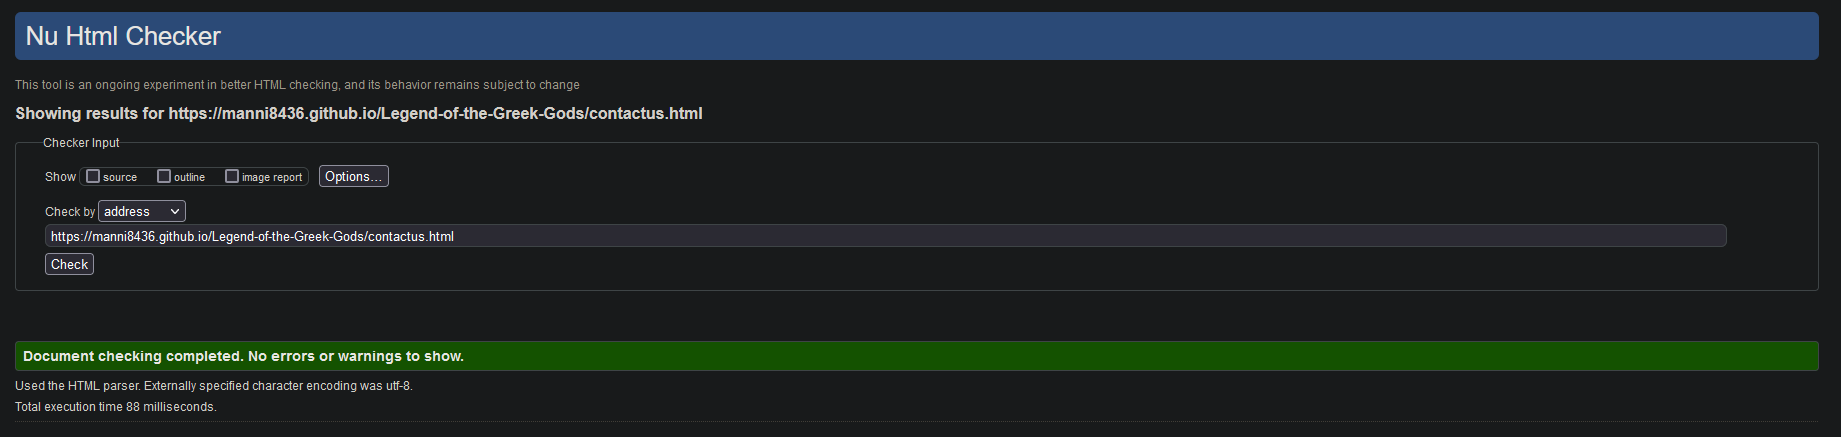 Nu Html Checker
This tool is an ongoing experiment in better HTML checking, and its behavior remains subject to change
Showing results for https://manni8436.github.io/Legend-of-the-Greek-Gods/contactus.html
Checker Input
Show source outline image report Options...
Check by address
https://manni8436.github.io/Legend-of-the-Greek-Gods/contactus.html
Check
Document checking completed. No errors or warnings to show.
Used the HTML parser. Externally specified character encoding was utf-8.
Total execution time 88 milliseconds.